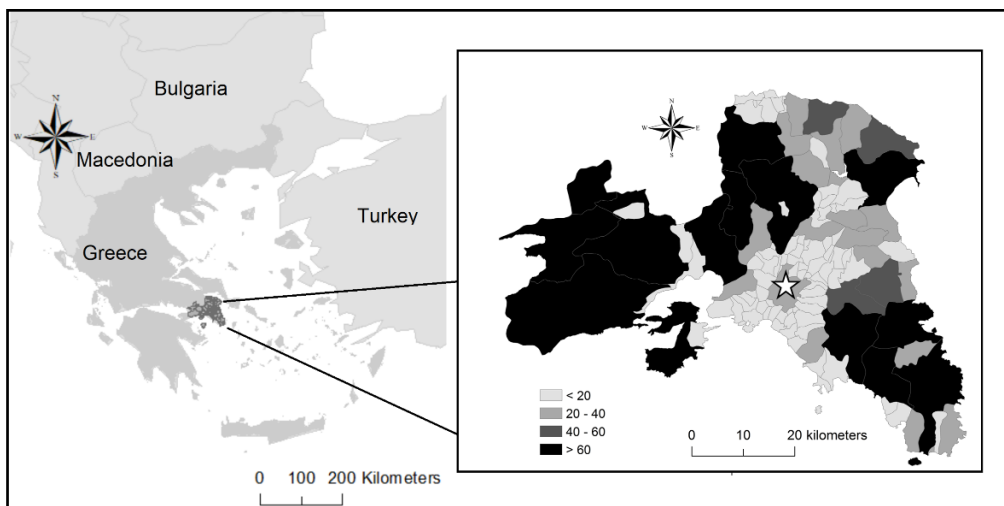 Bulgaria
N
W E
S
Macedonia
Turkey
Greece
0 100 200 Kilometers
N
W E
S
< 20
20 - 40
40 - 60
> 60
0 10 20 kilometers